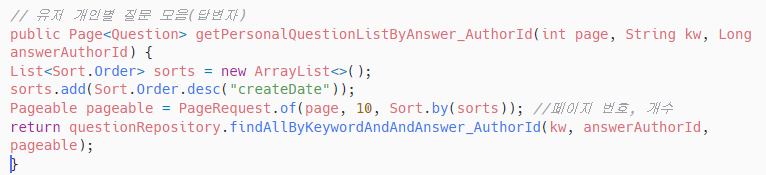 // 유저 개인별 질문 모음(답변자)
public Page<Question> getPersonalQuestionListByAnswer_AuthorId(int page, String kw, Long
answerAuthorId) {
List<Sort.Order> sorts = new ArrayList<>();
sorts.add(Sort.Order.desc("createDate"));
Pageable pageable = PageRequest.of(page, 10, Sort.by(sorts)); //페이지 번호, 개수
return questionRepository.findAllByKeywordAndAndAnswer_AuthorId(kw, answerAuthorId,
pageable);
}